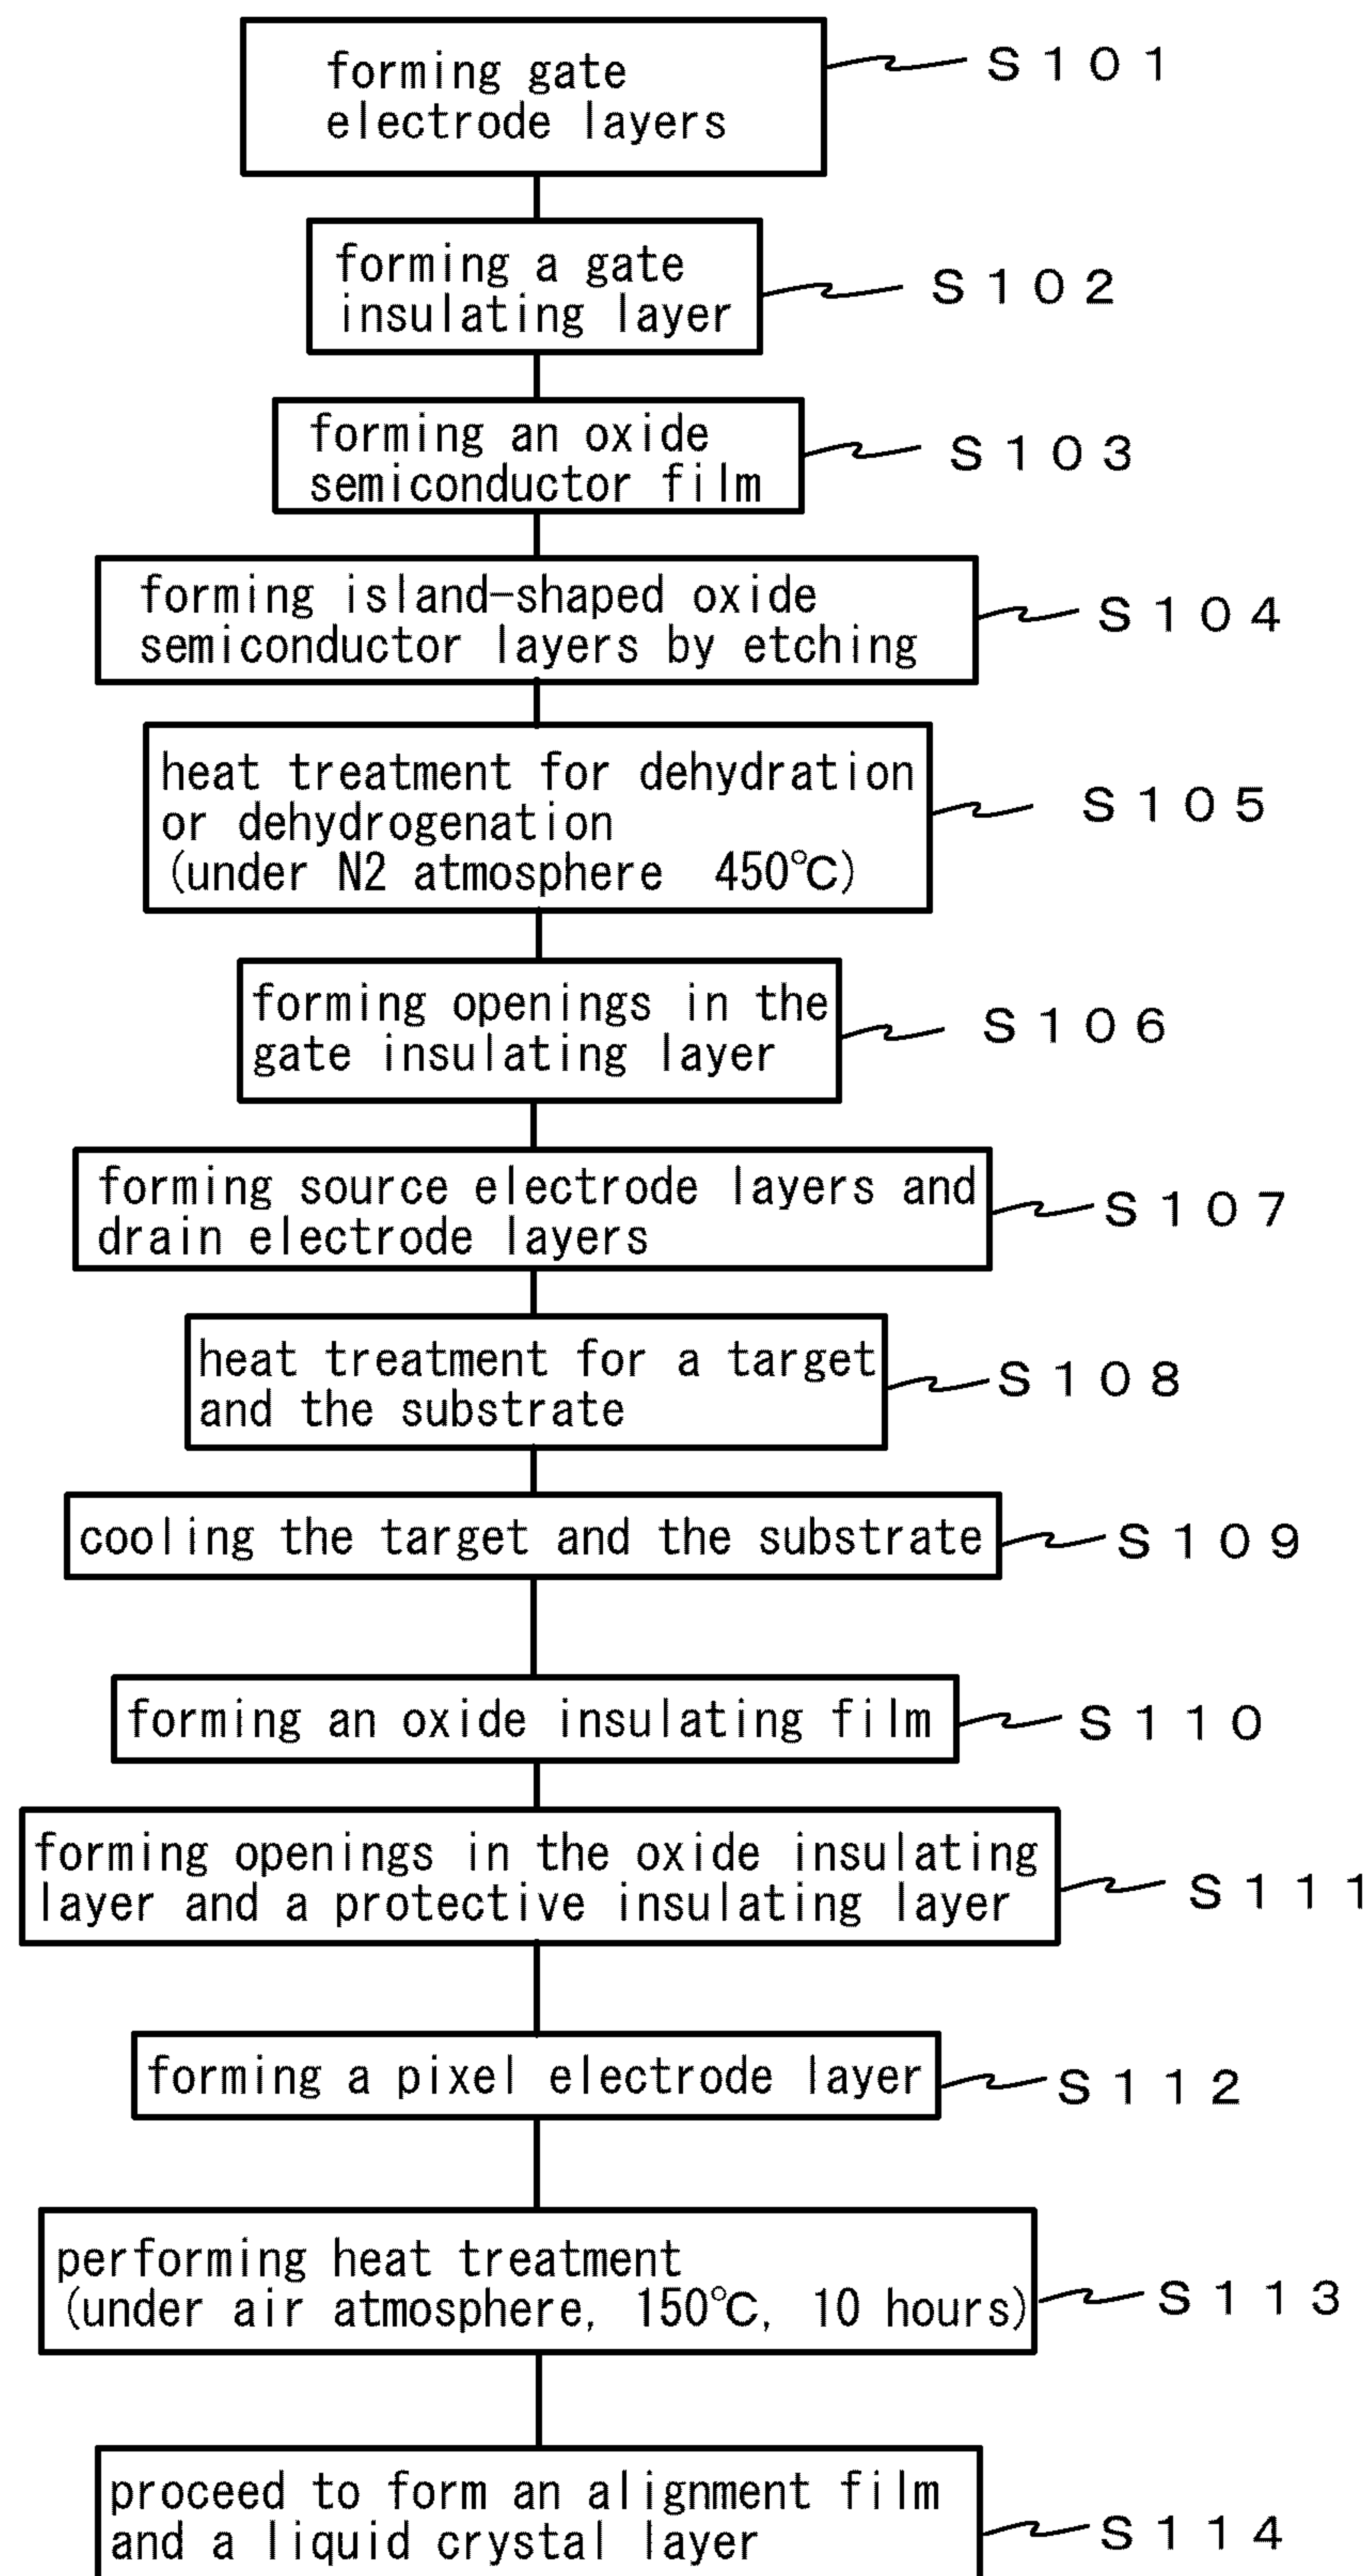 forming gate
electrode layers
S101
forming a gate
insulating layer
S102
forming an oxide
semiconductor film
S103
forming island-shaped oxide
semiconductor layers by etching
S104
heat treatment for dehydration
or dehydrogenation
(under N2 atmosphere 450℃)
S105
forming openings in the
gate insulating layer
S106
forming source electrode layers and
drain electrode layers
S107
heat treatment for a target
and the substrate
S108
cooling the target and the substrate
S109
forming an oxide insulating film
S110
forming openings in the oxide insulating
layer and a protective insulating layer
S111
forming a pixel electrode layer
S112
performing heat treatment
(under air atmosphere, 150℃, 10 hours)
S113
proceed to form an alignment film
and a liquid crystal layer
S114